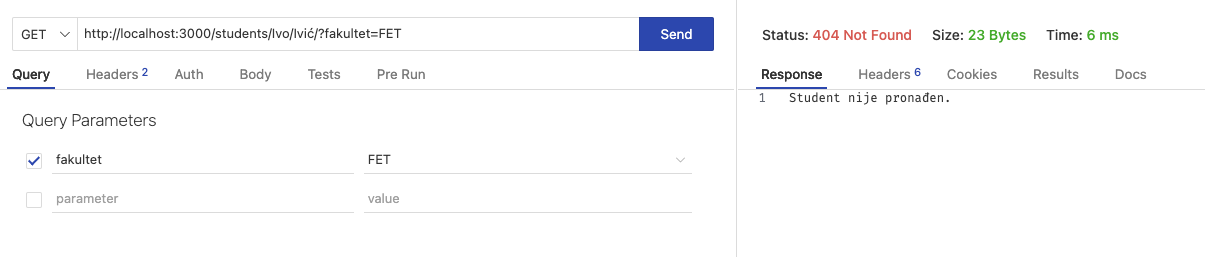 GET http://localhost:3000/students/Ivo/Ivić/?fakultet=FET Send
Query Headers 2 Auth Body Tests Pre Run
Query Parameters
fakultet FET
parameter value
Status: 404 Not Found Size: 23 Bytes Time: 6 ms
Response Headers 6 Cookies Results Docs
1 Student nije pronađen.